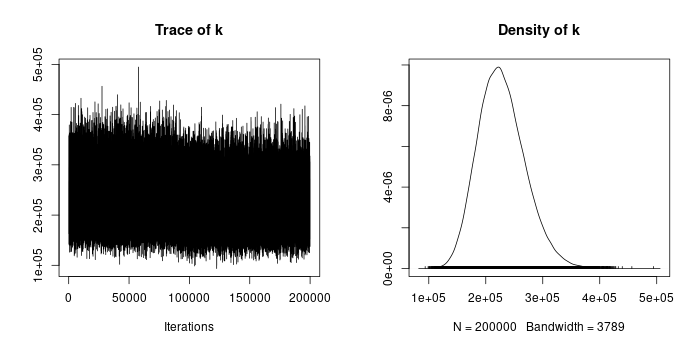 Trace of k
5e+05
4e+05
3e+05
2e+05
1e+05
0
50000
100000
150000
200000
Iterations
Density of k
8e-06
4e-06
0e+00
1e+05
2e+05
3e+05
4e+05
5e+05
N = 200000 Bandwidth = 3789